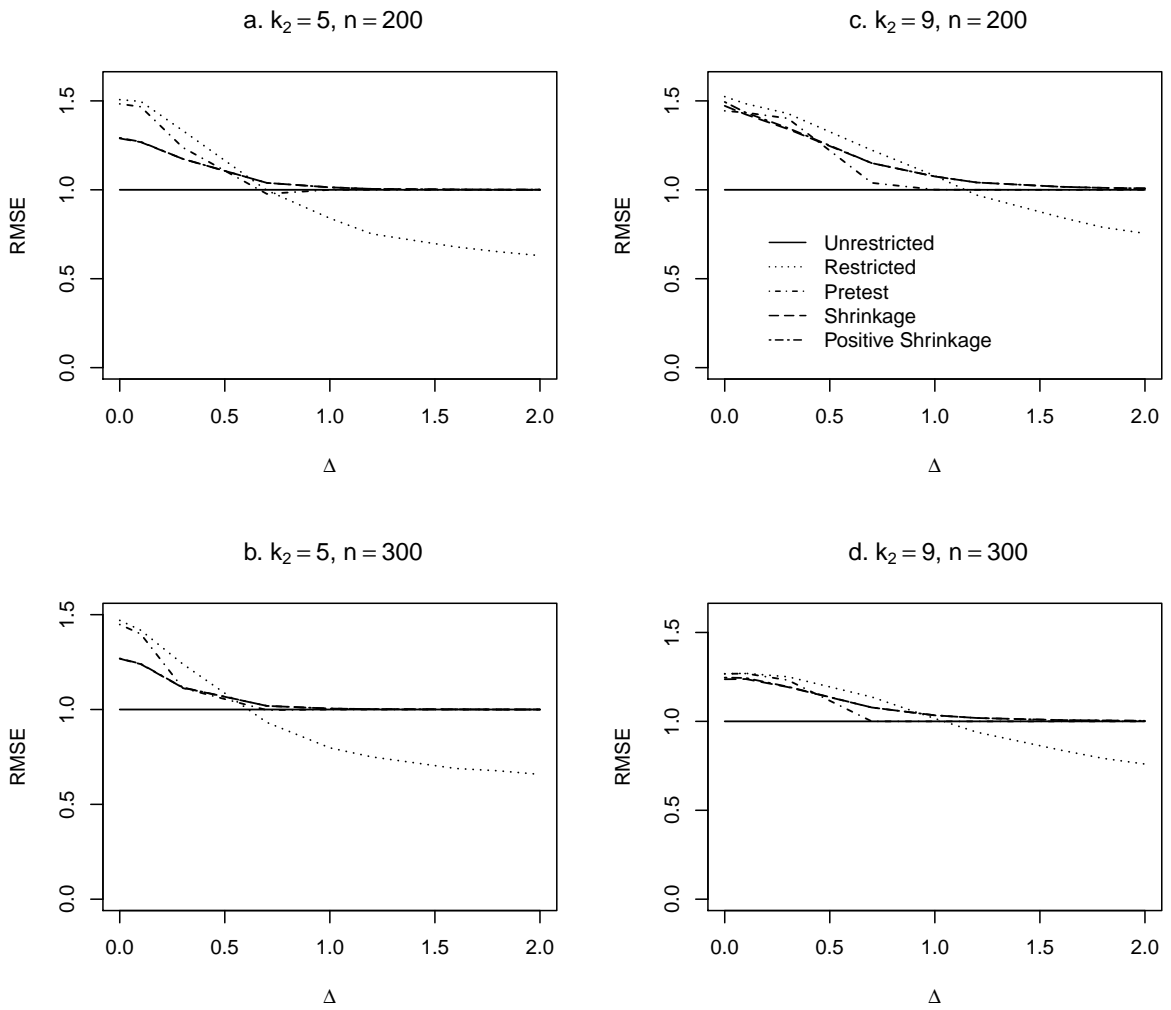 a. k₂ = 5, n = 200
RMSE
0.0
0.5
1.0
1.5
0.0
0.5
1.0
1.5
2.0
Δ
c. k₂ = 9, n = 200
RMSE
0.0
0.5
1.0
1.5
Unrestricted
Restricted
Pretest
Shrinkage
Positive Shrinkage
0.0
0.5
1.0
1.5
2.0
Δ
b. k₂ = 5, n = 300
RMSE
0.0
0.5
1.0
1.5
0.0
0.5
1.0
1.5
2.0
Δ
d. k₂ = 9, n = 300
RMSE
0.0
0.5
1.0
1.5
0.0
0.5
1.0
1.5
2.0
Δ